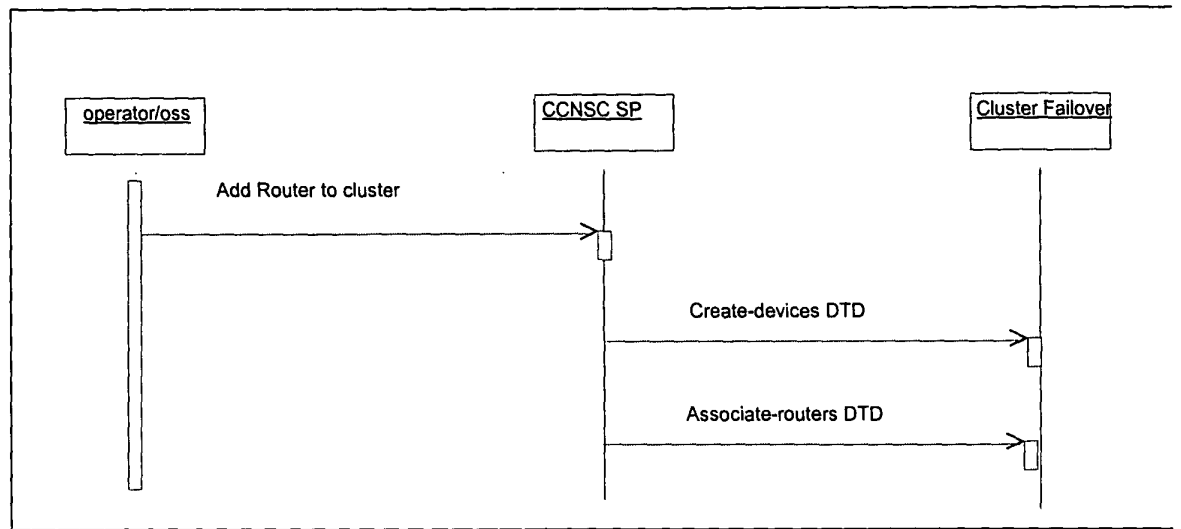 operator/oss
CCNSC SP
Cluster Failover
Add Router to cluster
Create-devices DTD
Associate-routers DTD